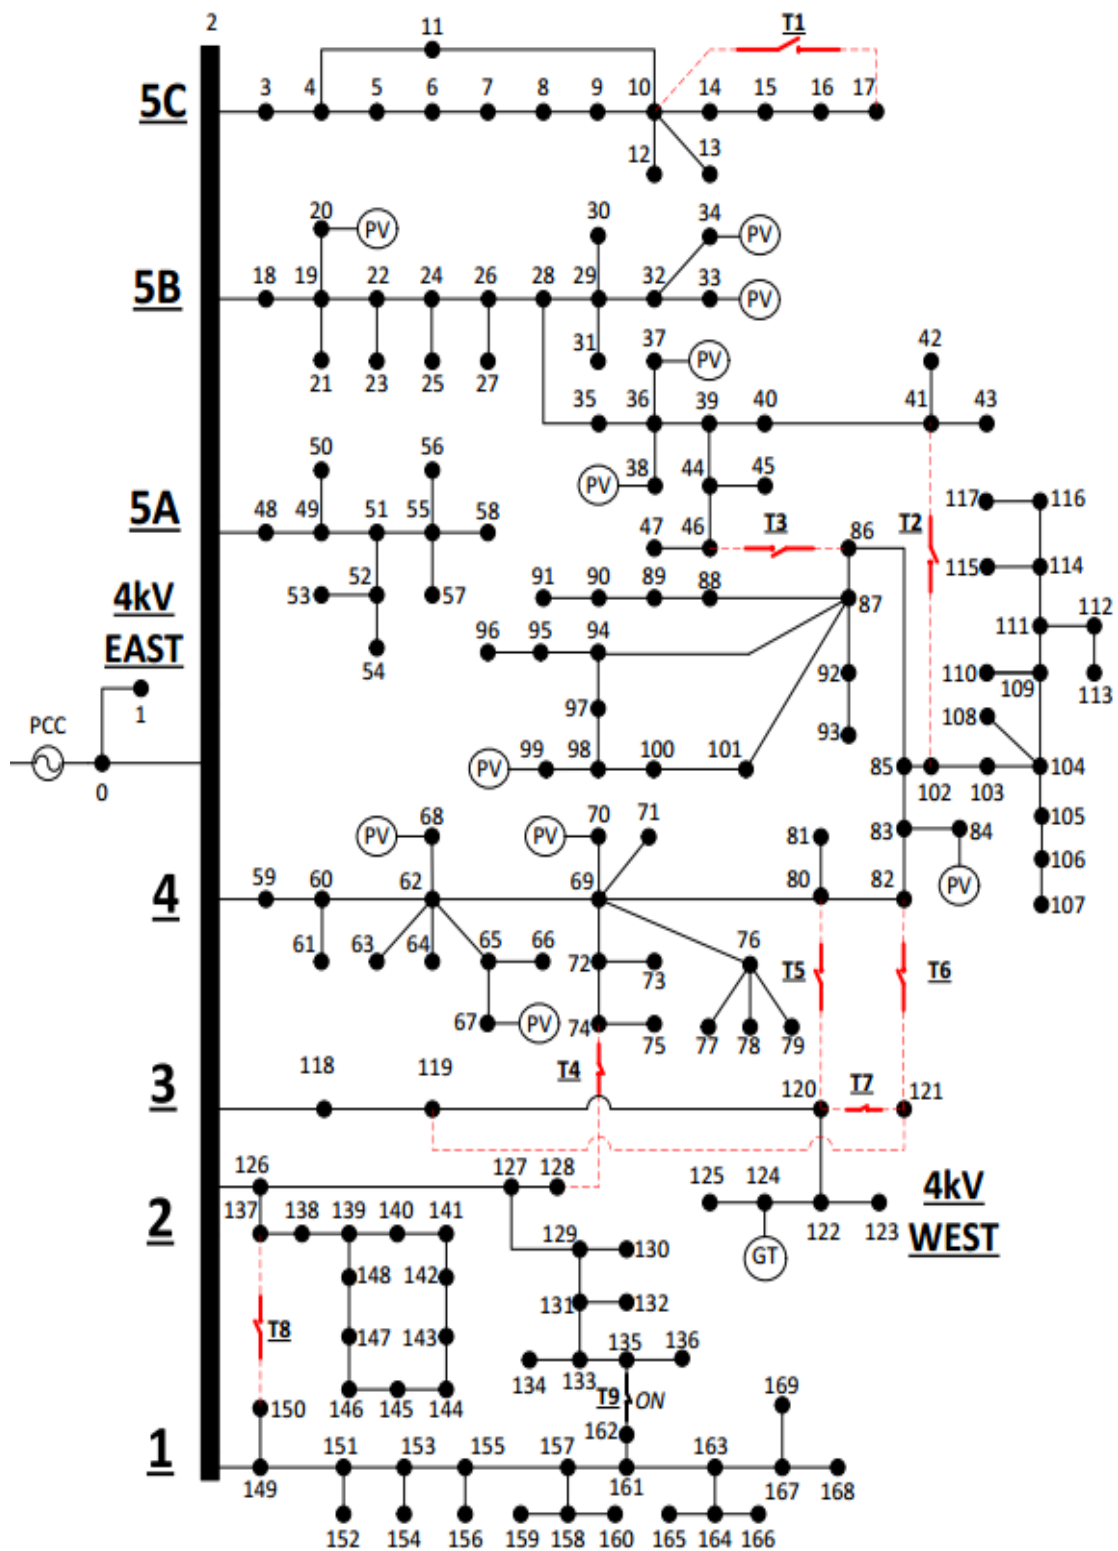 2 11 T1
5C 3 4 5 6 7 8 9 10 14 15 16 17
12 13
20 PV 30 34 PV
5B 18 19 22 24 26 28 29 32 33 PV
21 23 25 27 31 37 PV 42
35 36 39 40 41 43
50 56 PV 38 44 45
5A 48 49 51 55 58 47 46 T3 86 T2 117 116
4kV 53 52 57 91 90 89 88 87 115 114
EAST 54 96 95 94 92 111 112
1 97 93 110 109 113
PCC 108
0 PV 99 98 100 101 85 102 103 104
PV 68 PV 70 71 81 83 84 105
4 59 60 62 69 80 82 PV 106
107
61 63 64 65 66 72 73 76 T5 T6
67 PV 74 75 77 78 79
118 119 T4 120 T7 121
3
126 127 128 125 124 4kV
2 137 138 139 140 141 129 130 GT 122 123 WEST
148 142 131 132
T8 147 143 135 136
134 133 T9 ON
150 146 145 144 162 169
1 151 153 155 157 163
149 161 167 168
152 154 156 159 158 160 165 164 166